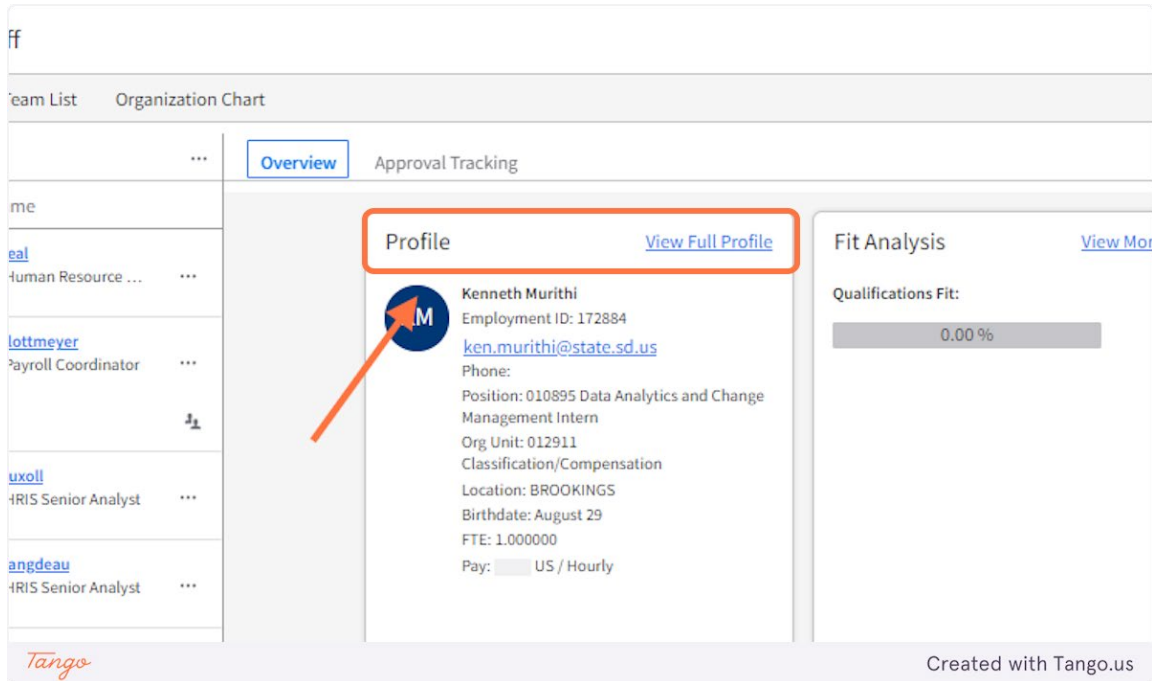 ff
Team List Organization Chart
... Overview Approval Tracking
me
eal
Human Resource ... ...
lottmeyer
Payroll Coordinator ...
uxoll
HRIS Senior Analyst ...
angdeau
HRIS Senior Analyst ...
Profile View Full Profile
Kenneth Murithi
Employment ID: 172884
ken.murithi@state.sd.us
Phone:
Position: 010895 Data Analytics and Change
Management Intern
Org Unit: 012911
Classification/Compensation
Location: BROOKINGS
Birthdate: August 29
FTE: 1.000000
Pay: US / Hourly
Fit Analysis View Mor
Qualifications Fit:
0.00 %
Tango Created with Tango.us